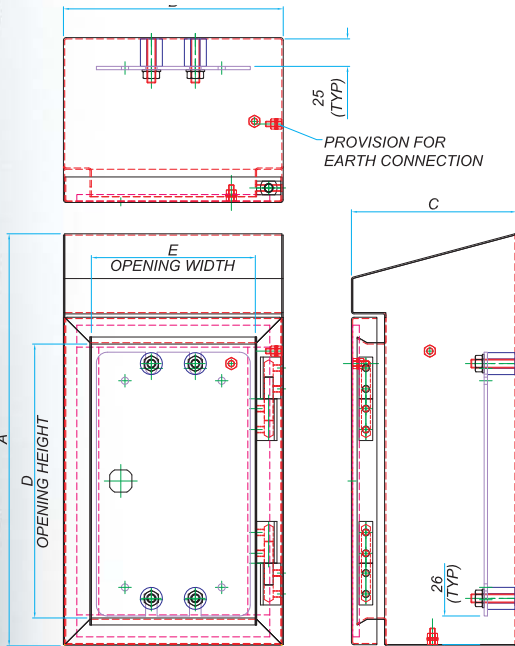 B
25
(TYP)
PROVISION FOR
EARTH CONNECTION
C
E
OPENING WIDTH
A
D
OPENING HEIGHT
26
(TYP)